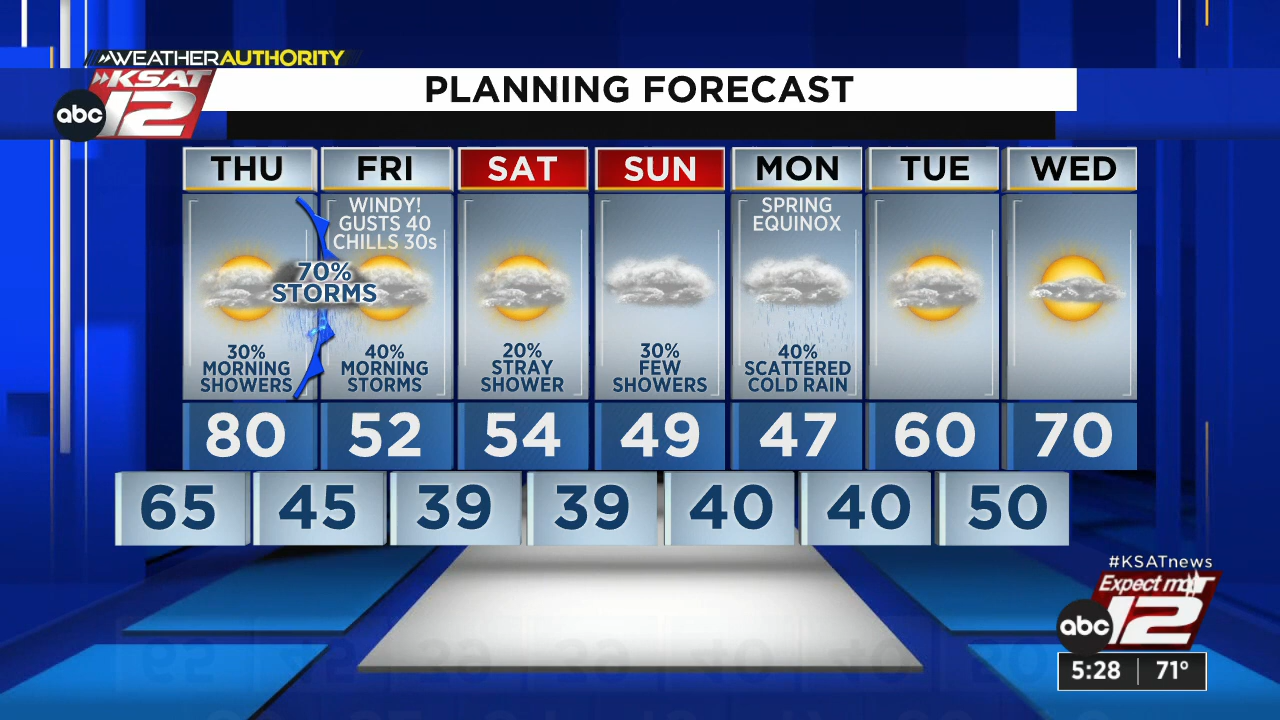 WEATHERAUTHORITY
KSAT
abc 12
PLANNING FORECAST
THU FRI SAT SUN MON TUE WED
WINDY!
GUSTS 40
CHILLS 30s
SPRING
EQUINOX
70%
STORMS
30%
MORNING
SHOWERS
40%
MORNING
STORMS
20%
STRAY
SHOWER
30%
FEW
SHOWERS
40%
SCATTERED
COLD RAIN
80 52 54 49 47 60 70
65 45 39 39 40 40 50
#KSATnews
Expect
abc 12
5:28 71°